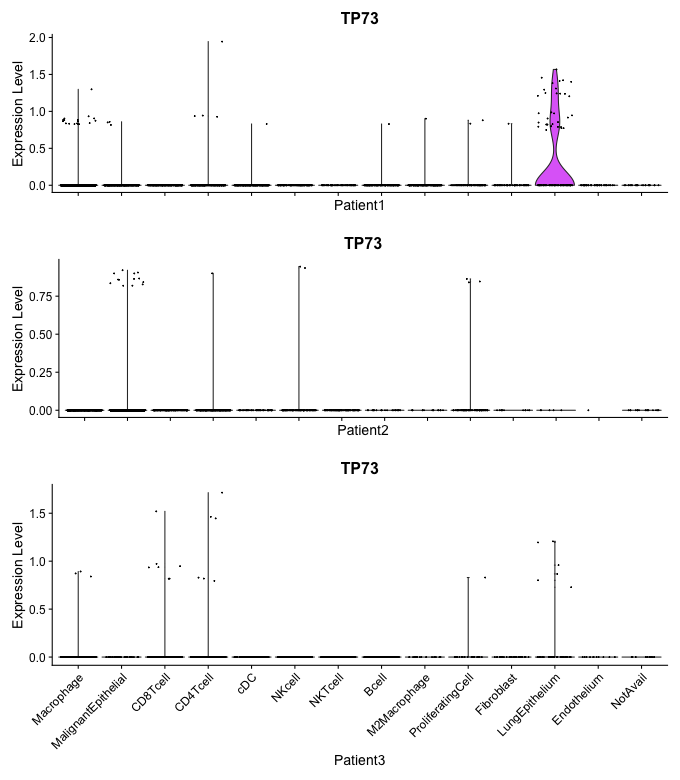 TP73
Expression Level
2.0
1.5
1.0
0.5
0.0
Patient1
TP73
Expression Level
0.75
0.50
0.25
0.00
Patient2
TP73
Expression Level
1.5
1.0
0.5
0.0
Macrophage
MalignantEpithelial
CD8Tcell
CD4Tcell
cDC
NKcell
NKTcell
Bcell
M2Macrophage
ProliferatingCell
Fibroblast
LungEpithelium
Endothelium
NotAvail
Patient3